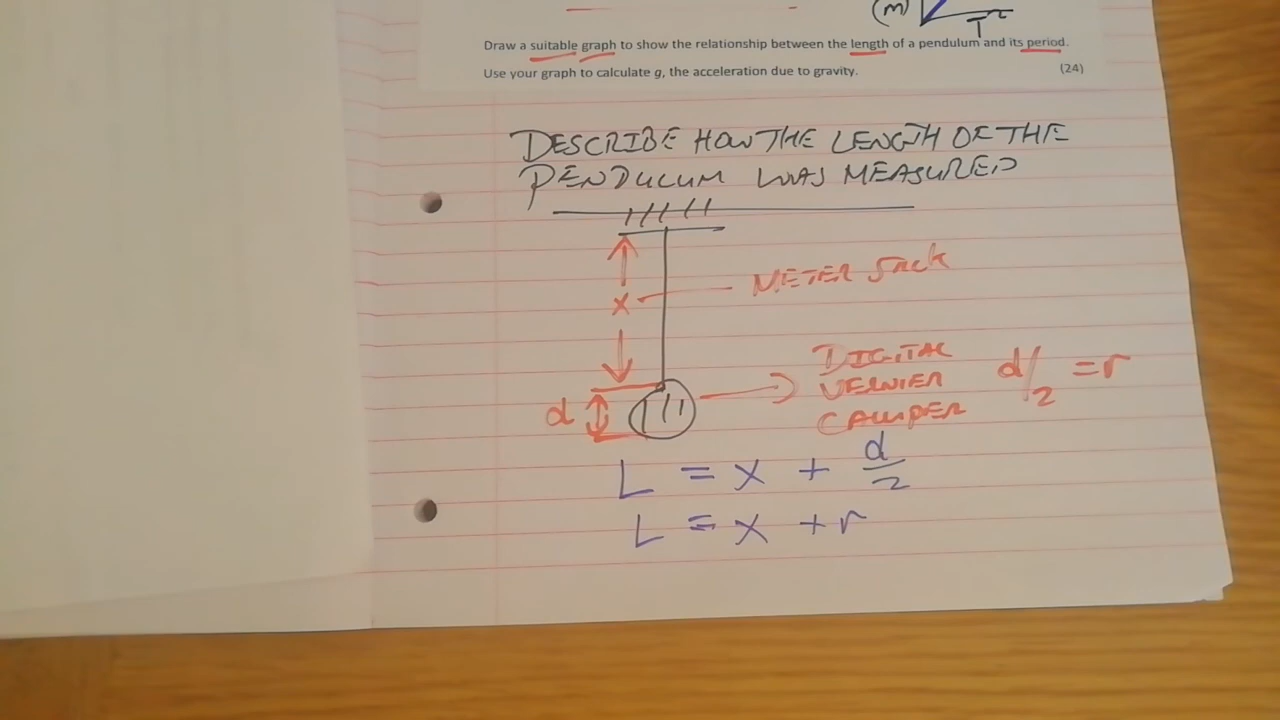 (m)
T²
Draw a suitable graph to show the relationship between the length of a pendulum and its period.
Use your graph to calculate g, the acceleration due to gravity. (24)
DESCRIBE HOW THE LENGTH OF THE
PENDULUM WAS MEASURED
x
METER STICK
d
DIGITAL
VERNIER
CALLIPER
d/2 = r
L = x + d/2
L = x + r